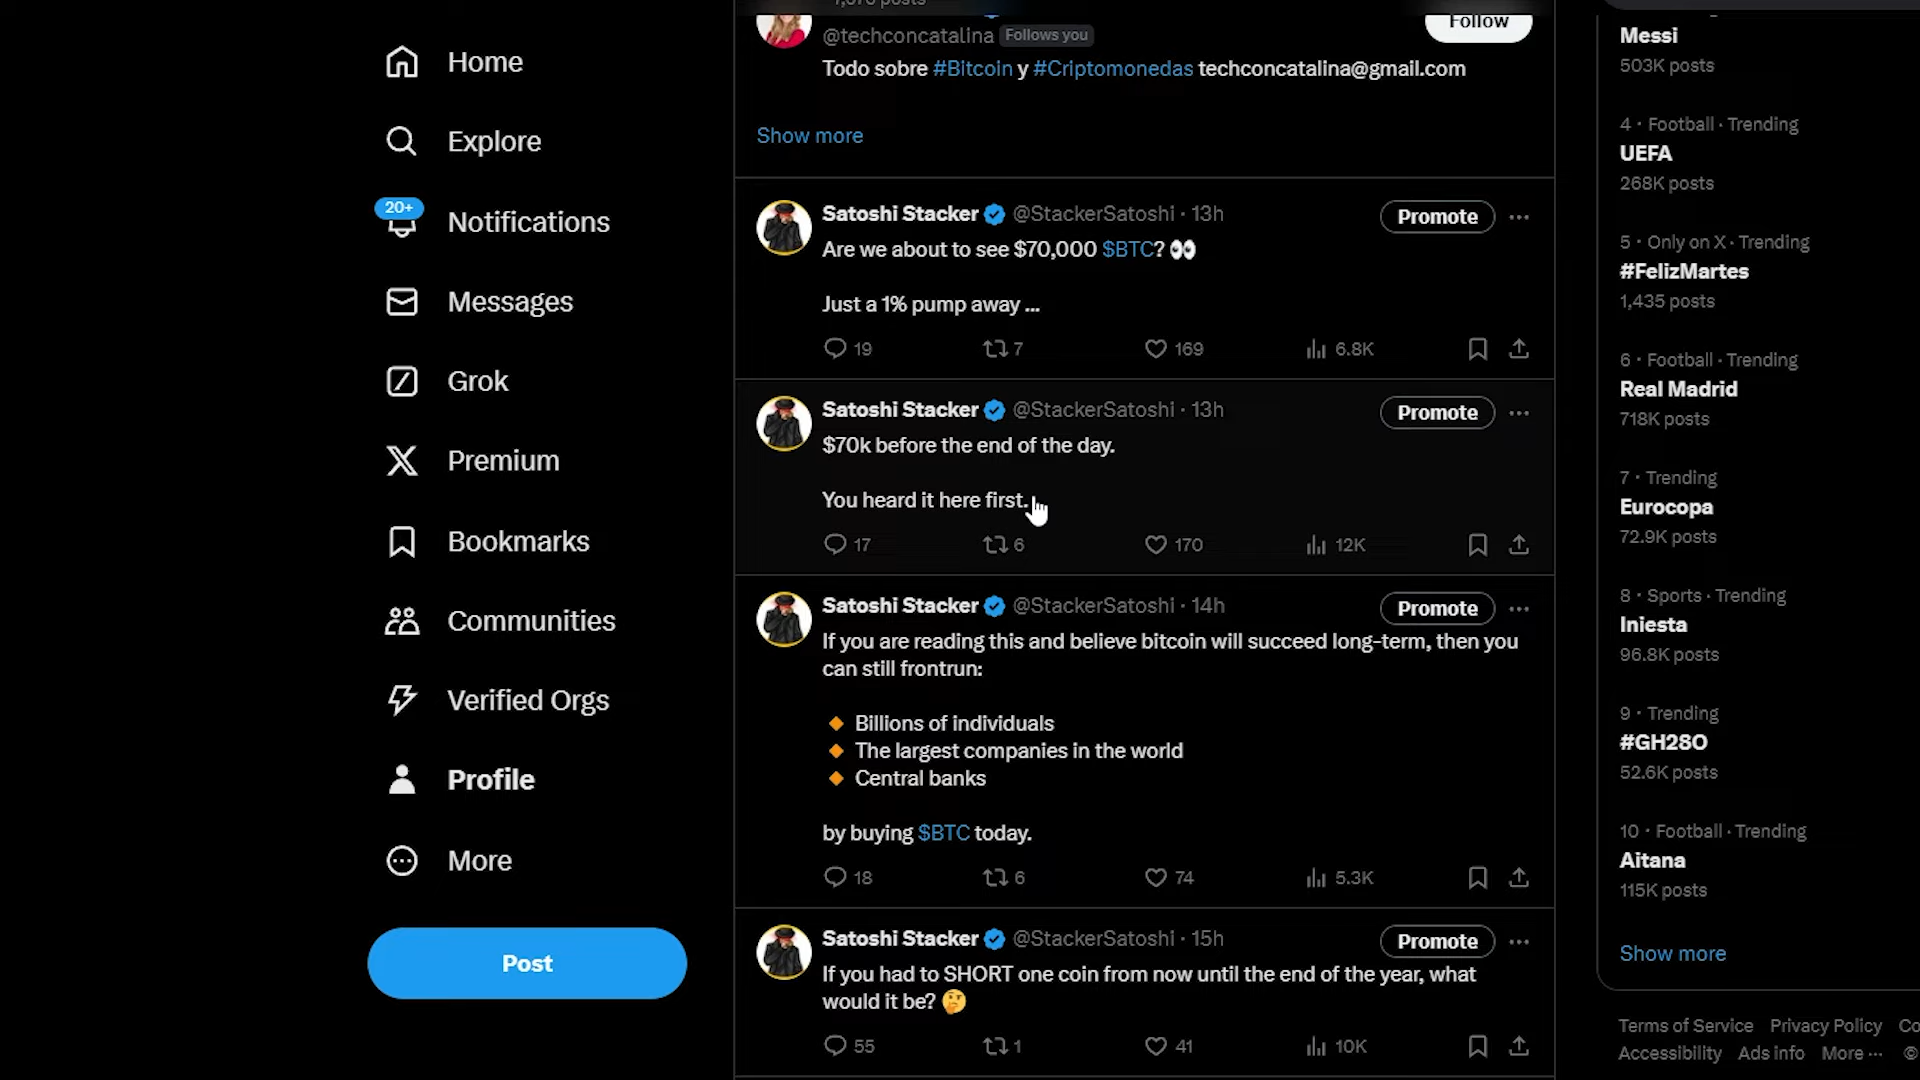 Home
Explore
20+
Notifications
Messages
Grok
Premium
Bookmarks
Communities
Verified Orgs
Profile
More
Post
@techconcatalina Follows you
Follow
Todo sobre #Bitcoin y #Criptomonedas techconcatalina@gmail.com
Show more
Satoshi Stacker @StackerSatoshi · 13h
Promote
Are we about to see $70,000 $BTC? 👀
Just a 1% pump away ...
19 7 169 6.8K
Satoshi Stacker @StackerSatoshi · 13h
Promote
$70k before the end of the day.
You heard it here first.
17 6 170 12K
Satoshi Stacker @StackerSatoshi · 14h
Promote
If you are reading this and believe bitcoin will succeed long-term, then you
can still frontrun:
🔸 Billions of individuals
🔸 The largest companies in the world
🔸 Central banks
by buying $BTC today.
18 6 74 5.3K
Satoshi Stacker @StackerSatoshi · 15h
Promote
If you had to SHORT one coin from now until the end of the year, what
would it be? 🤔
55 1 41 10K
Messi
503K posts
4 · Football · Trending
UEFA
268K posts
5 · Only on X · Trending
#FelizMartes
1,435 posts
6 · Football · Trending
Real Madrid
718K posts
7 · Trending
Eurocopa
72.9K posts
8 · Sports · Trending
Iniesta
96.8K posts
9 · Trending
#GH28O
52.6K posts
10 · Football · Trending
Aitana
115K posts
Show more
Terms of Service Privacy Policy Co
Accessibility Ads info More ··· ©